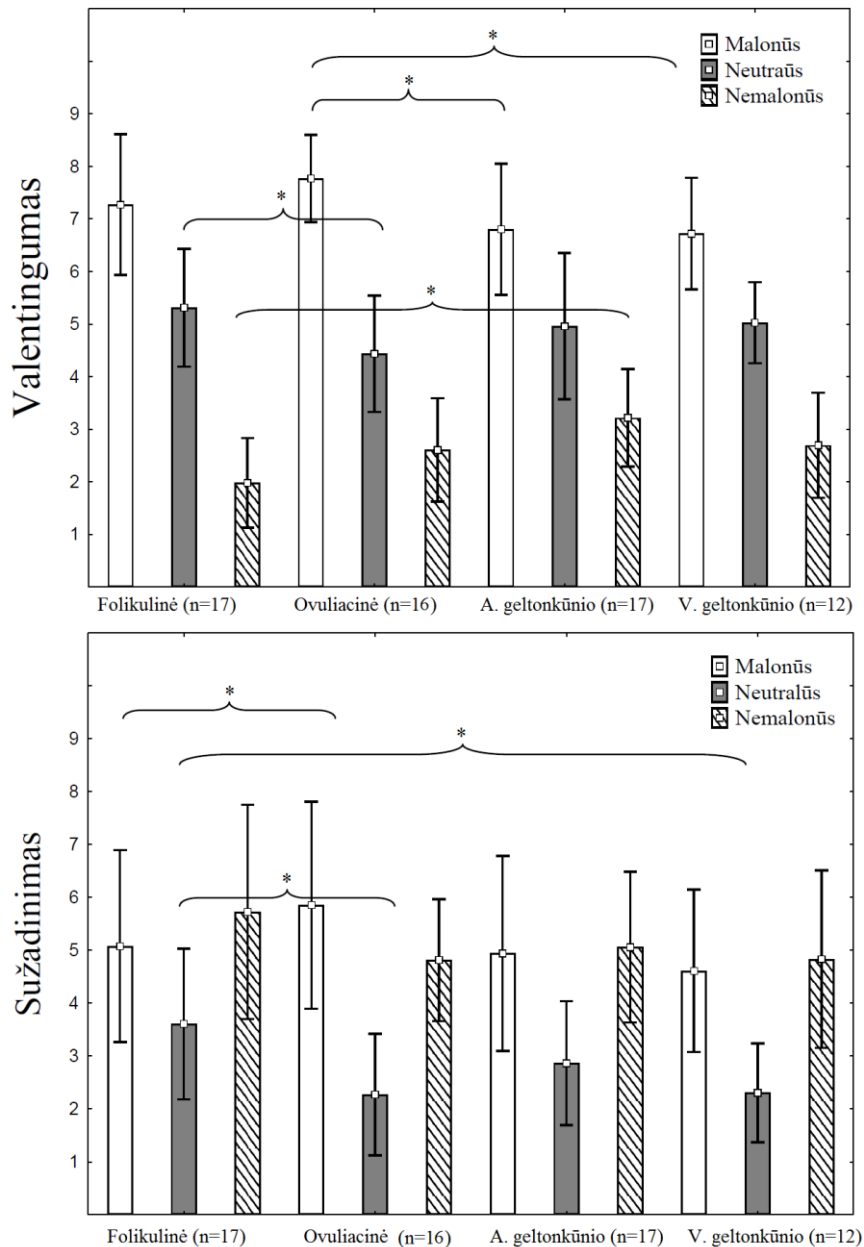 *
Malonūs
*
Neutraūs
Nemalonūs
9
8
*
7
6
*
5
4
3
2
1
Valentingumas
Folikulinė (n=17) Ovuliacinė (n=16) A. geltonkūnio (n=17) V. geltonkūnio (n=12)
Malonūs
*
Neutralūs
Nemalonūs
*
9
8
7
*
6
5
4
3
2
1
Sužadinimas
Folikulinė (n=17) Ovuliacinė (n=16) A. geltonkūnio (n=17) V. geltonkūnio (n=12)